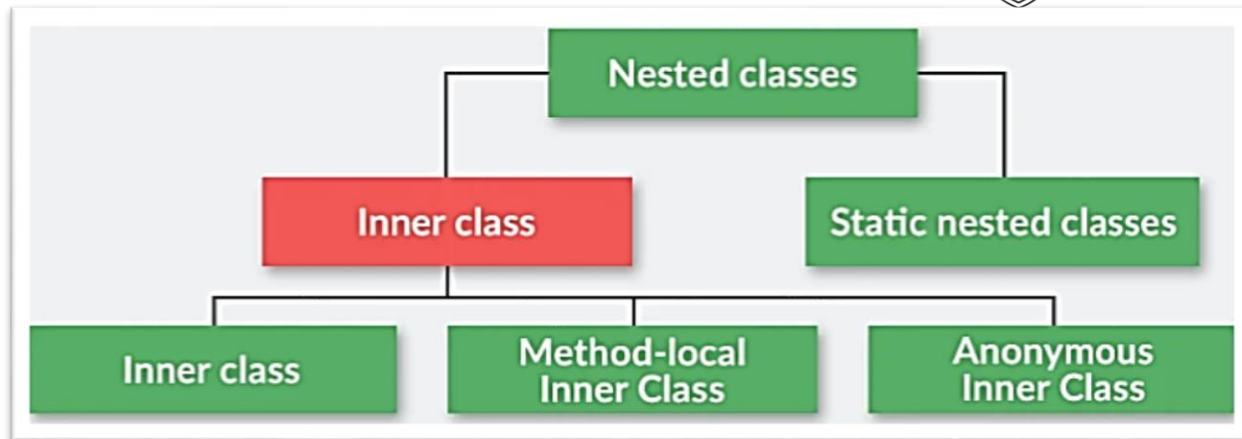 Nested classes
Inner class
Static nested classes
Inner class
Method-local
Inner Class
Anonymous
Inner Class